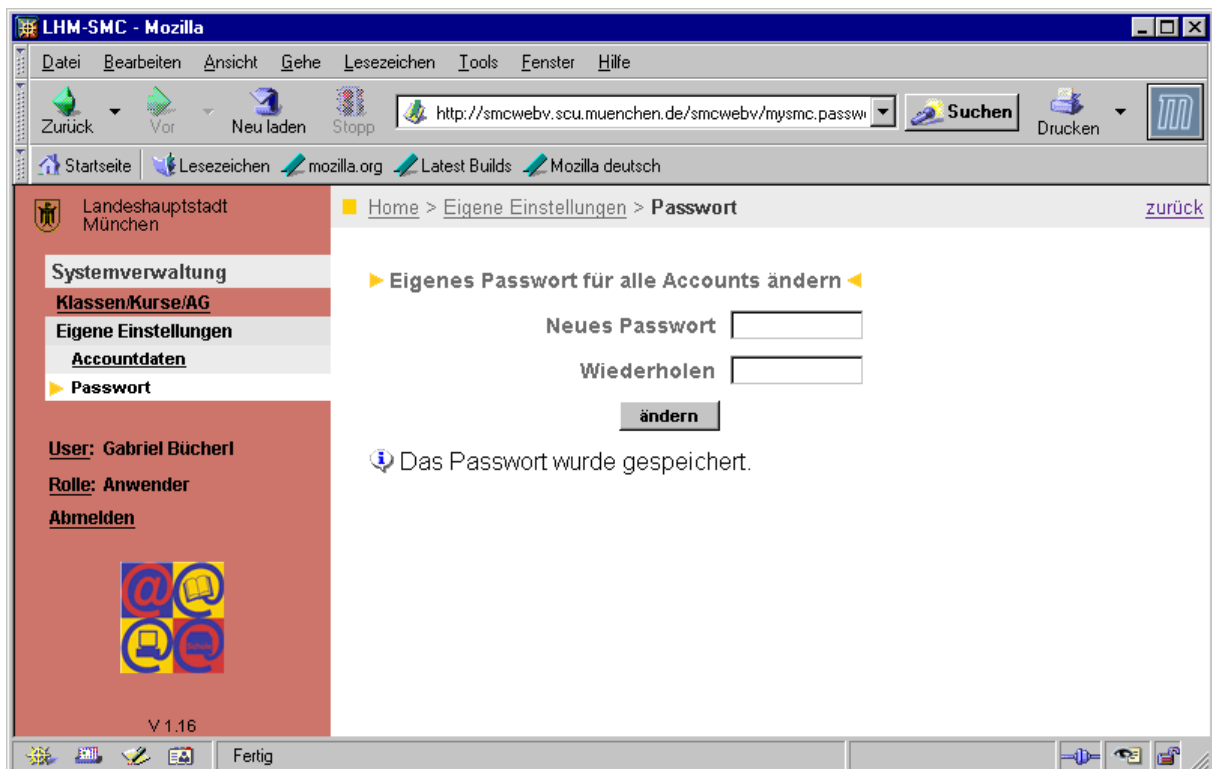 LHM-SMC - Mozilla
Datei Bearbeiten Ansicht Gehe Lesezeichen Tools Fenster Hilfe
Zurück Vor Neu laden Stopp http://smcwebv.scu.muenchen.de/smcwebv/mysmc.passw Suchen Drucken
Startseite Lesezeichen mozilla.org Latest Builds Mozilla deutsch
Landeshauptstadt
München
Home > Eigene Einstellungen > Passwort zurück
Systemverwaltung
Klassen/Kurse/AG
Eigene Einstellungen
Accountdaten
Passwort
User: Gabriel Bücherl
Rolle: Anwender
Abmelden
V 1.16
Eigenes Passwort für alle Accounts ändern
Neues Passwort
Wiederholen
ändern
Das Passwort wurde gespeichert.
Fertig